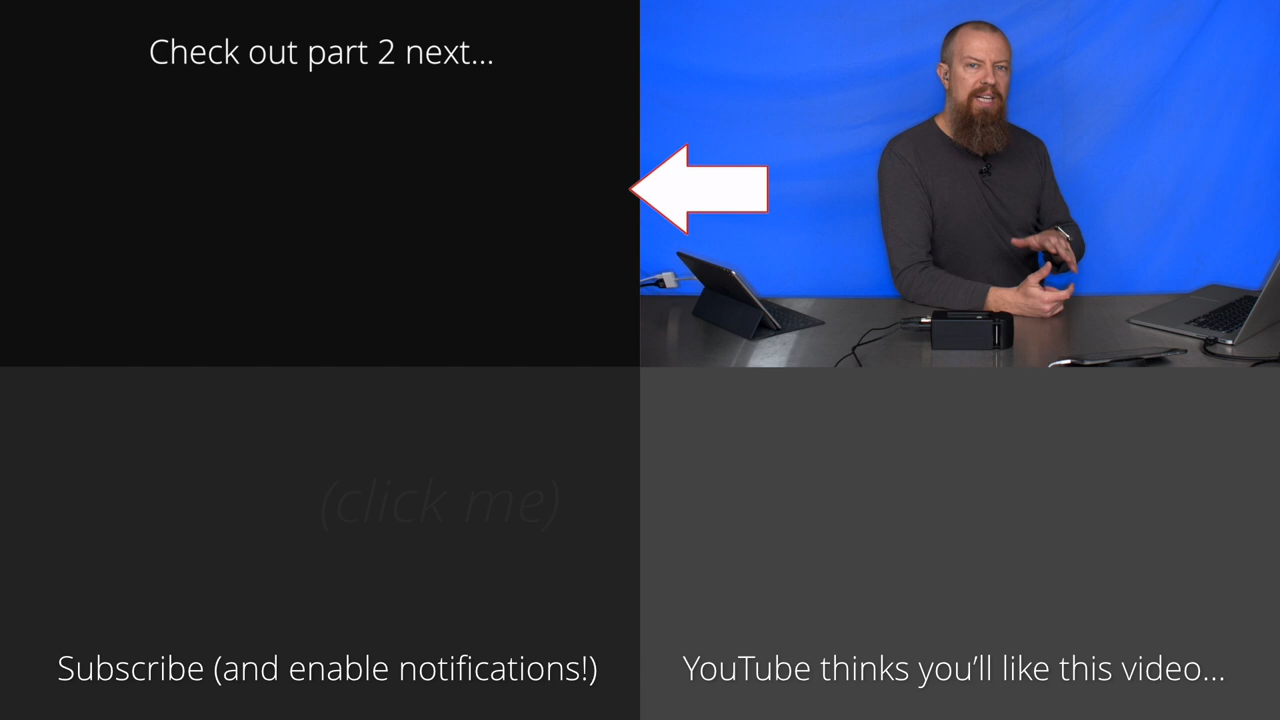 Check out part 2 next...
(click me)
Subscribe (and enable notifications!)
YouTube thinks you'll like this video...